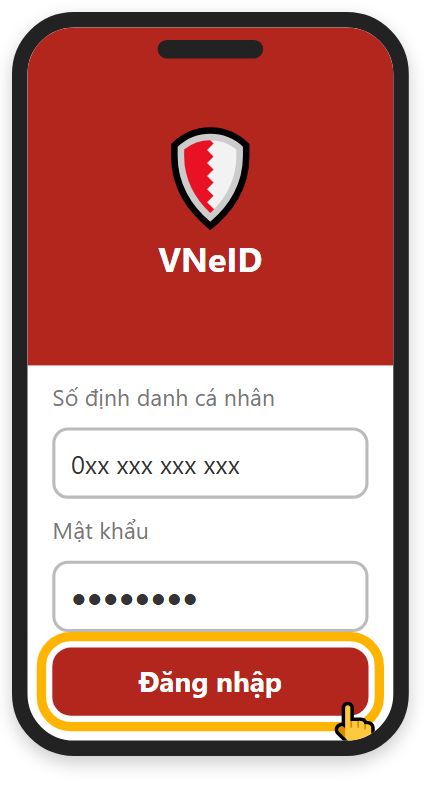 VNeID
Số định danh cá nhân
0xx xxx xxx xxx
Mật khẩu
●●●●●●●●
Đăng nhập